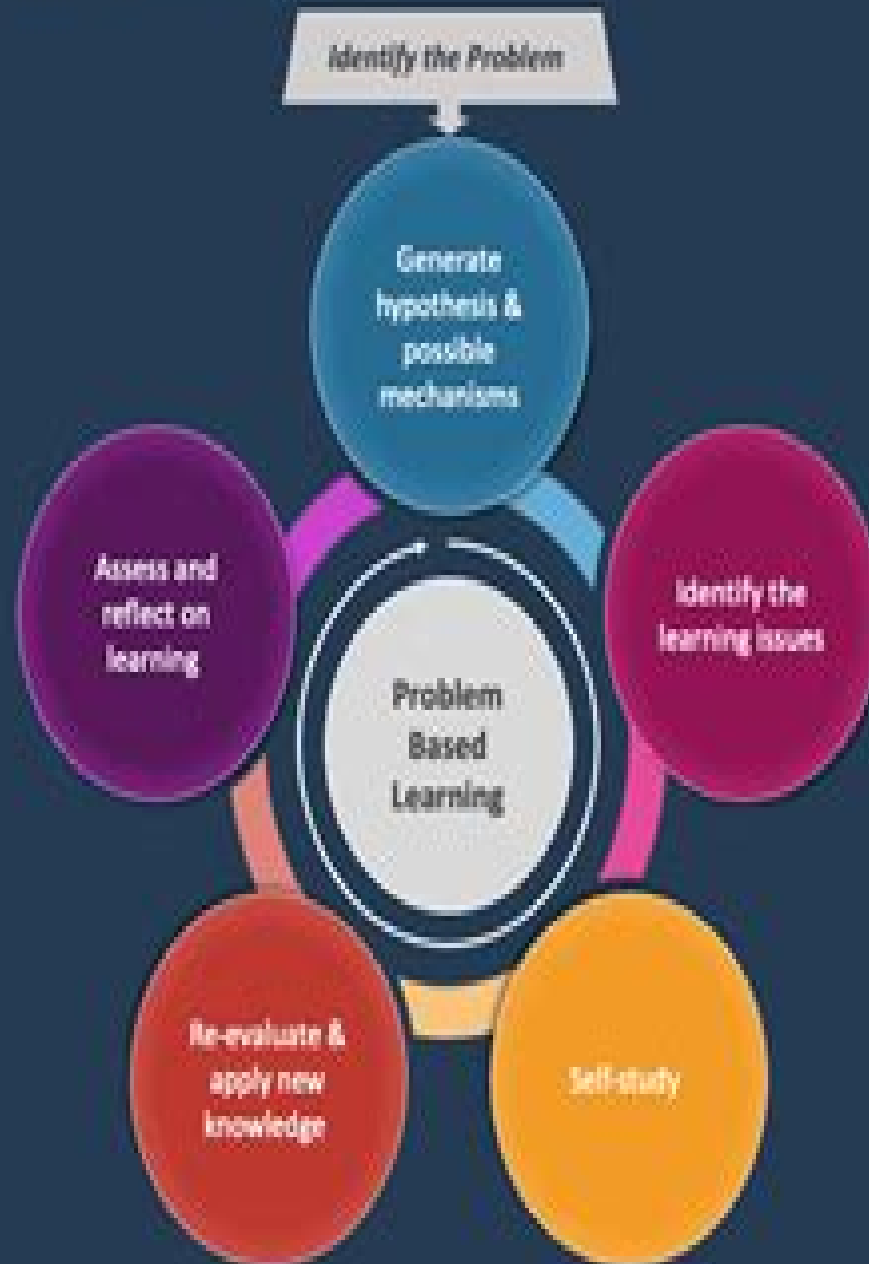 Identify the Problem
Generate
hypothesis &
possible
mechanisms
Identify the
learning issues
Self-study
Re-evaluate &
apply new
knowledge
Assess and
reflect on
learning
Problem
Based
Learning